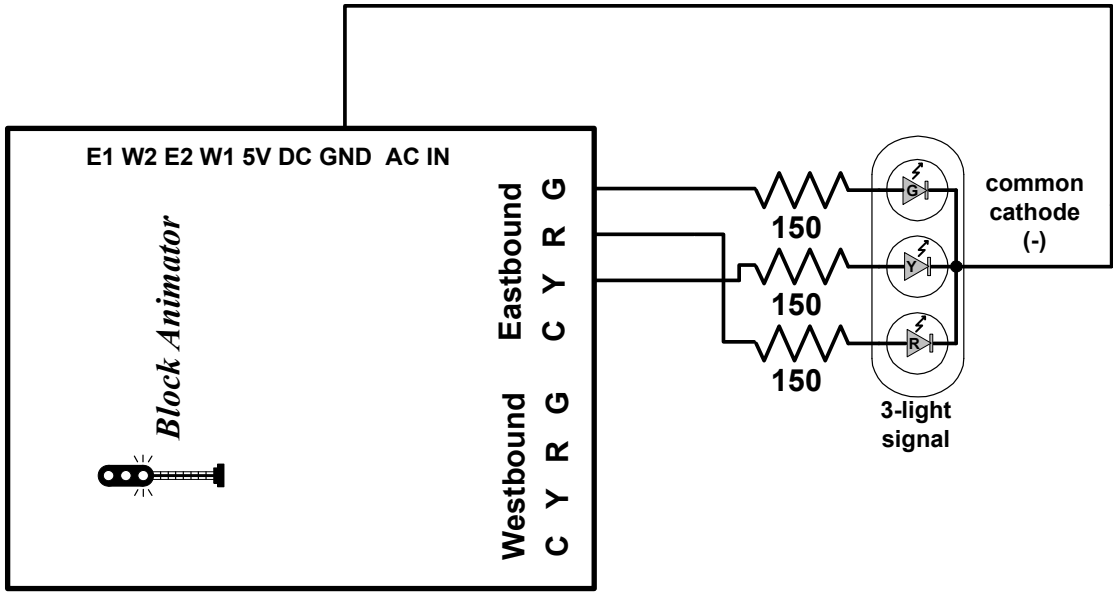 E1 W2 E2 W1 5V DC GND AC IN
Block Animator
Eastbound
C Y R G
Westbound
C Y R G
150
150
150
G
Y
R
common
cathode
(-)
3-light
signal